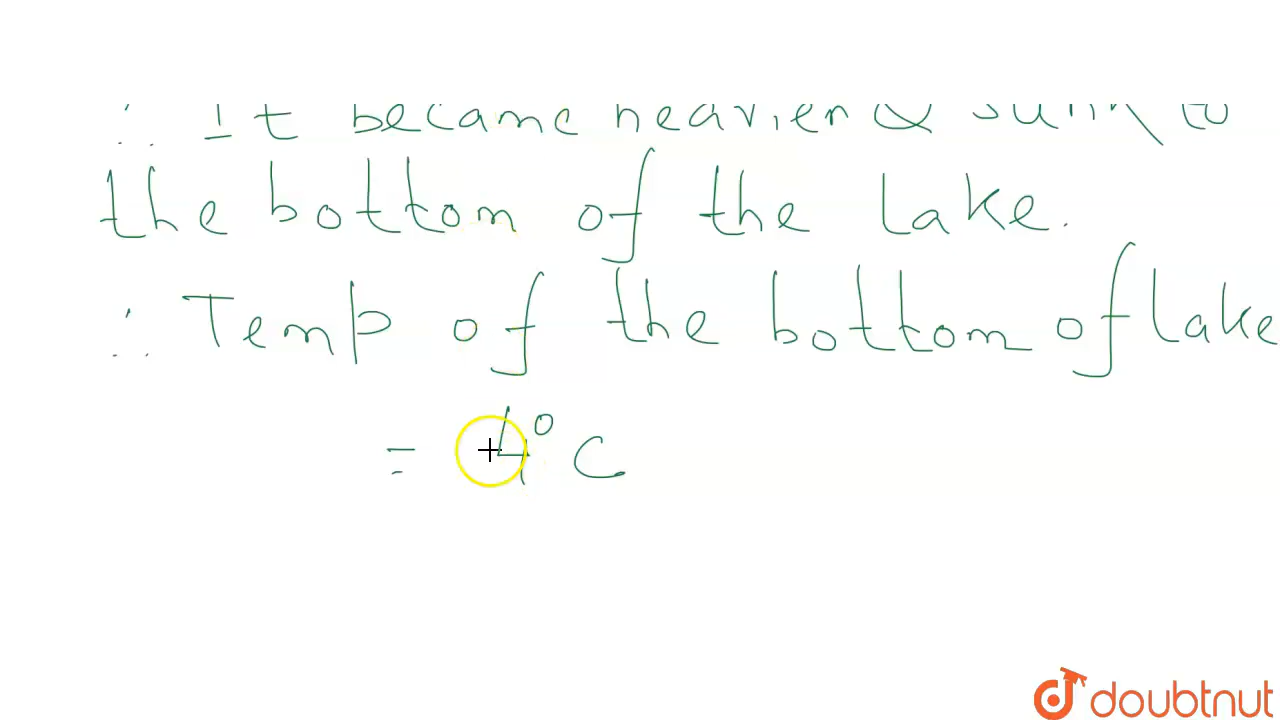 ∴ It became heavier & sunk to
the bottom of the lake.
∴ Temp of the bottom of lake
= 4°C
doubtnut